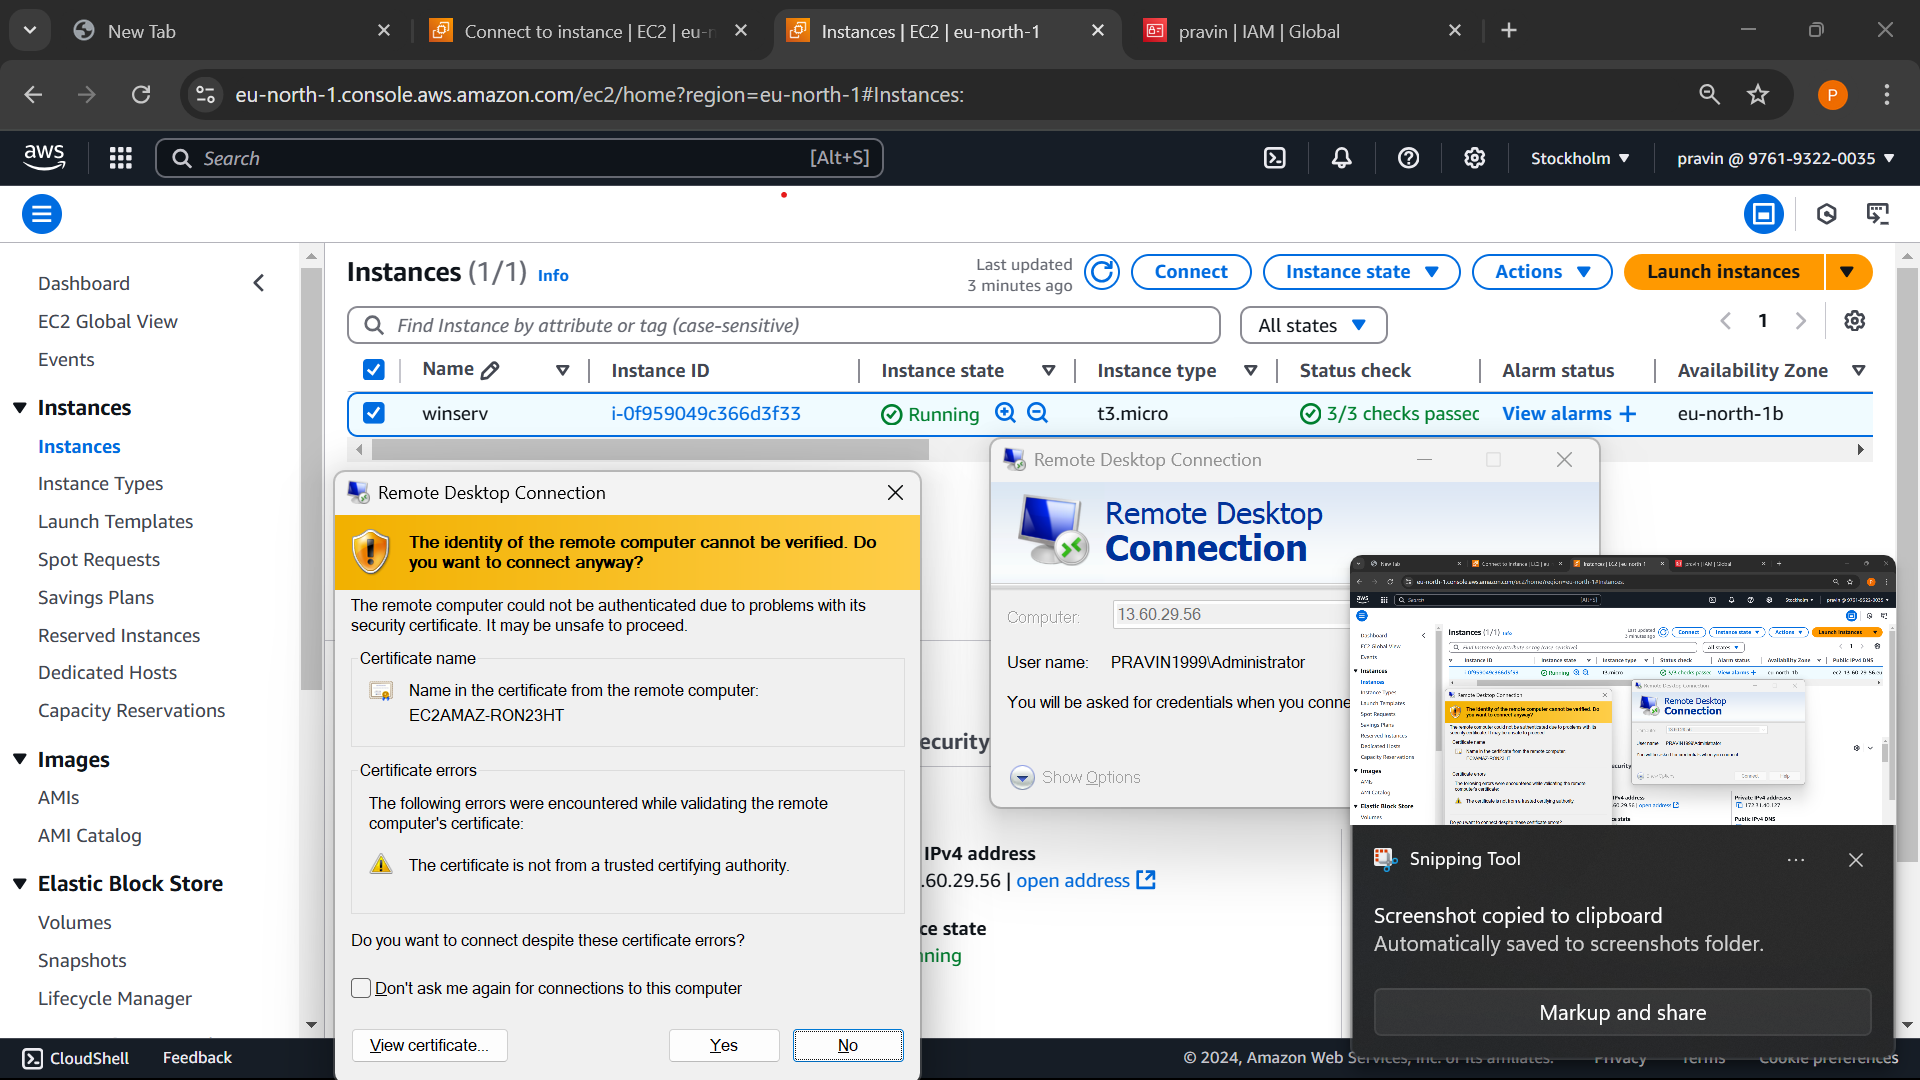 New Tab
Connect to instance | EC2 | eu-n
Instances | EC2 | eu-north-1
pravin | IAM | Global
eu-north-1.console.aws.amazon.com/ec2/home?region=eu-north-1#Instances:
P
aws
Search
[Alt+S]
Stockholm
pravin @ 9761-9322-0035
Dashboard
EC2 Global View
Events
Instances
Instances
Instance Types
Launch Templates
Spot Requests
Savings Plans
Reserved Instances
Dedicated Hosts
Capacity Reservations
Images
AMIs
AMI Catalog
Elastic Block Store
Volumes
Snapshots
Lifecycle Manager
Instances (1/1) Info
Last updated
3 minutes ago
Connect
Instance state
Actions
Launch instances
Find Instance by attribute or tag (case-sensitive)
All states
1
Name
Instance ID
Instance state
Instance type
Status check
Alarm status
Availability Zone
winserv
i-0f959049c366d3f33
Running
t3.micro
3/3 checks passec
View alarms +
eu-north-1b
Remote Desktop Connection
The identity of the remote computer cannot be verified. Do
you want to connect anyway?
The remote computer could not be authenticated due to problems with its
security certificate. It may be unsafe to proceed.
Certificate name
Name in the certificate from the remote computer:
EC2AMAZ-RON23HT
Certificate errors
The following errors were encountered while validating the remote
computer's certificate:
The certificate is not from a trusted certifying authority.
Do you want to connect despite these certificate errors?
Don't ask me again for connections to this computer
View certificate...
Yes
No
Remote Desktop Connection
Remote Desktop
Connection
Computer:
13.60.29.56
User name:
PRAVIN1999\Administrator
You will be asked for credentials when you conne
Show Options
ecurity
IPv4 address
.60.29.56 | open address
ce state
nning
Snipping Tool
Screenshot copied to clipboard
Automatically saved to screenshots folder.
Markup and share
CloudShell
Feedback
© 2024, Amazon Web Services, Inc. or its affiliates.
Privacy
Terms
Cookie preferences